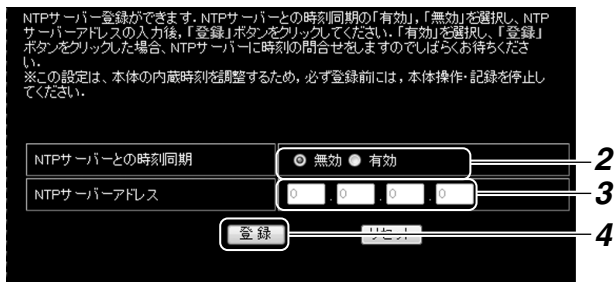 NTPサーバー登録ができます．NTPサーバーとの時刻同期の「有効」，「無効」を選択し、NTP
サーバーアドレスの入力後，「登録」ボタンをクリックしてください．「有効」を選択し、「登録」
ボタンをクリックした場合、NTPサーバーに時刻の問合せをしますのでしばらくお待ちくださ
い．
※この設定は、本体の内蔵時刻を調整するため，必ず登録前には，本体操作・記録を停止し
てください．
NTPサーバーとの時刻同期 無効 有効 2
NTPサーバーアドレス 0 . 0 . 0 . 0 3
登録 リセット 4